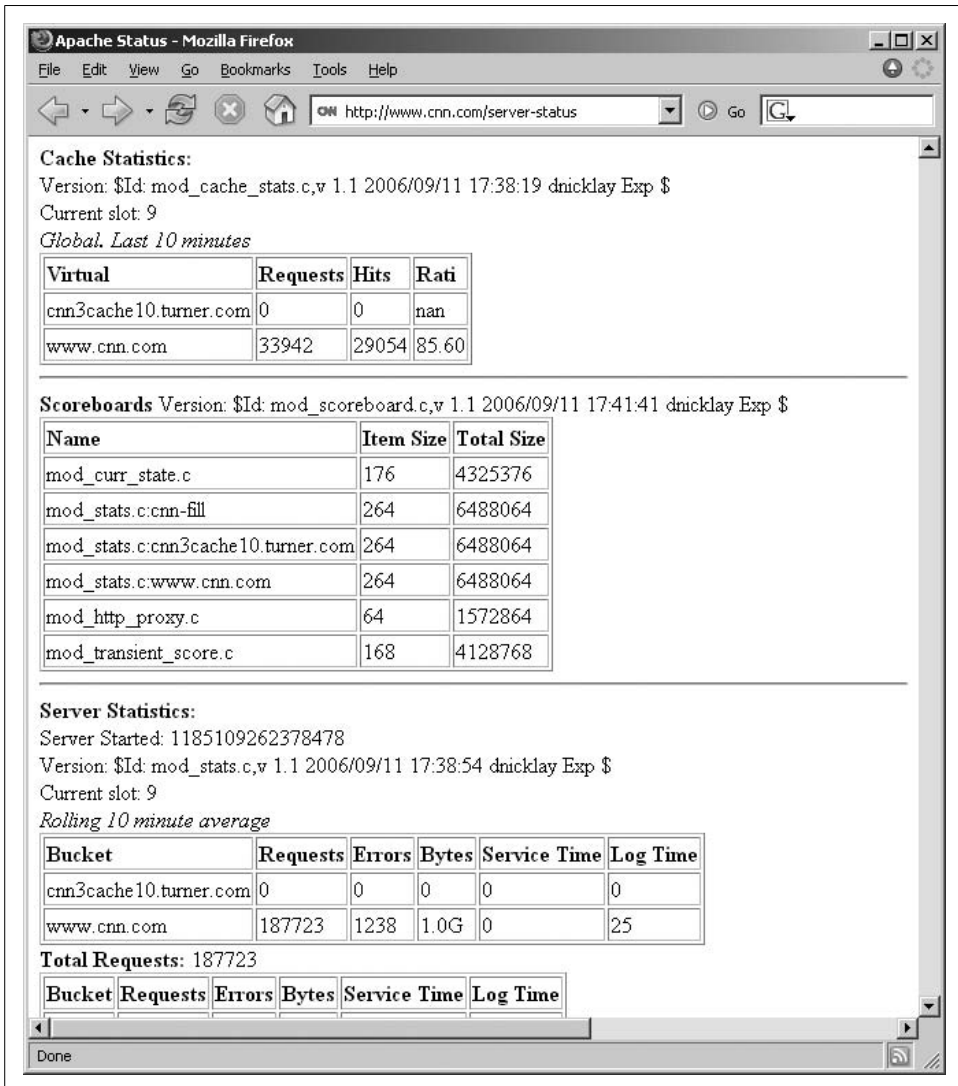 Apache Status - Mozilla Firefox
File Edit View Go Bookmarks Tools Help
CNN http://www.cnn.com/server-status Go G
Cache Statistics:
Version: $Id: mod_cache_stats.c,v 1.1 2006/09/11 17:38:19 dnicklay Exp $
Current slot: 9
Global. Last 10 minutes
Virtual Requests Hits Rati
cnn3cache10.turner.com 0 0 nan
www.cnn.com 33942 29054 85.60
Scoreboards Version: $Id: mod_scoreboard.c,v 1.1 2006/09/11 17:41:41 dnicklay Exp $
Name Item Size Total Size
mod_curr_state.c 176 4325376
mod_stats.c:cnn-fill 264 6488064
mod_stats.c:cnn3cache10.turner.com 264 6488064
mod_stats.c:www.cnn.com 264 6488064
mod_http_proxy.c 64 1572864
mod_transient_score.c 168 4128768
Server Statistics:
Server Started: 1185109262378478
Version: $Id: mod_stats.c,v 1.1 2006/09/11 17:38:54 dnicklay Exp $
Current slot: 9
Rolling 10 minute average
Bucket Requests Errors Bytes Service Time Log Time
cnn3cache10.turner.com 0 0 0 0 0
www.cnn.com 187723 1238 1.0G 0 25
Total Requests: 187723
Bucket Requests Errors Bytes Service Time Log Time
Done